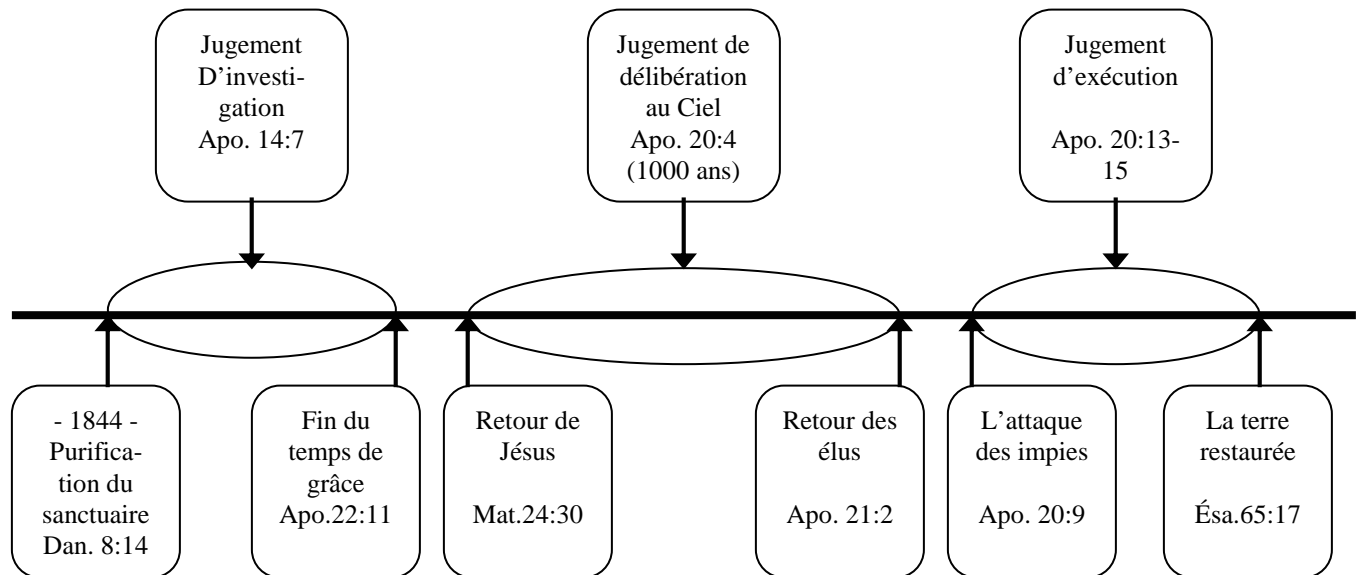 Jugement
D’investi-
gation
Apo. 14:7
Jugement de
délibération
au Ciel
Apo. 20:4
(1000 ans)
Jugement
d’exécution
Apo. 20:13-
15
- 1844 -
Purifica-
tion du
sanctuaire
Dan. 8:14
Fin du
temps de
grâce
Apo.22:11
Retour de
Jésus
Mat.24:30
Retour des
élus
Apo. 21:2
L’attaque
des impies
Apo. 20:9
La terre
restaurée
Ésa.65:17